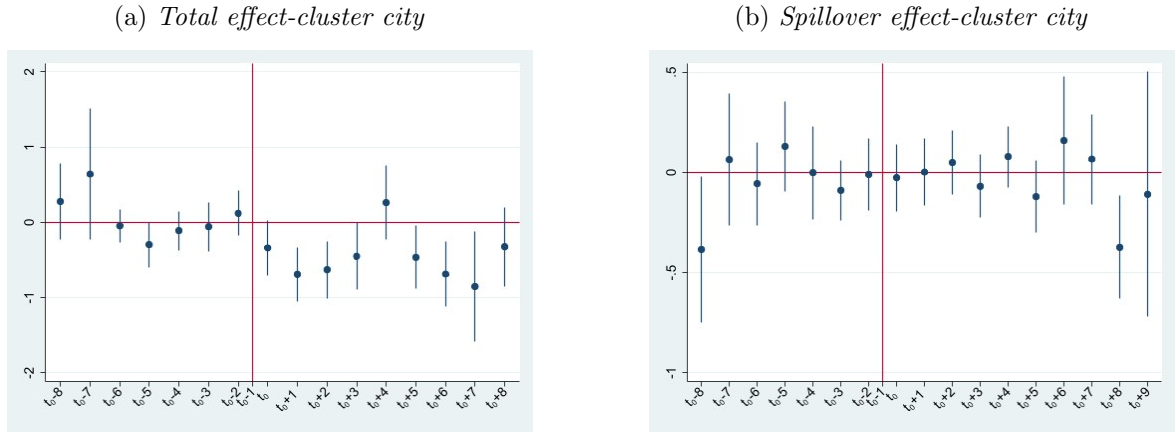 (a) Total effect-cluster city
2
1
0
-1
-2
t₀-8 t₀-7 t₀-6 t₀-5 t₀-4 t₀-3 t₀-2 t₀-1 t₀ t₀+1 t₀+2 t₀+3 t₀+4 t₀+5 t₀+6 t₀+7 t₀+8
(b) Spillover effect-cluster city
.5
0
-.5
-1
t₀-8 t₀-7 t₀-6 t₀-5 t₀-4 t₀-3 t₀-2 t₀-1 t₀ t₀+1 t₀+2 t₀+3 t₀+4 t₀+5 t₀+6 t₀+7 t₀+8 t₀+9